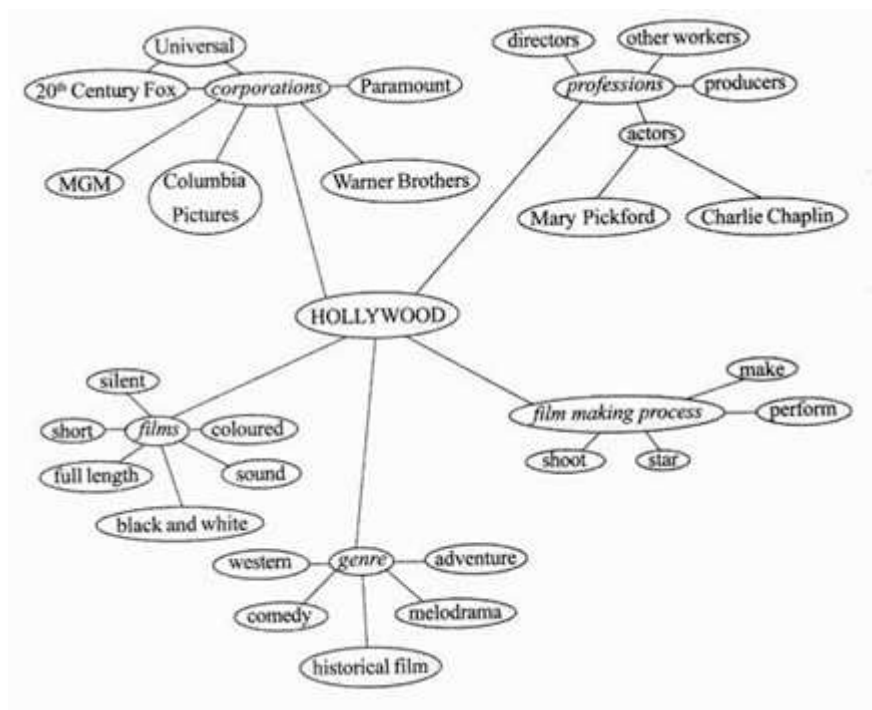 Universal
20th Century Fox
corporations
Paramount
MGM
Columbia
Pictures
Warner Brothers
directors
other workers
professions
producers
actors
Mary Pickford
Charlie Chaplin
HOLLYWOOD
silent
short
films
coloured
full length
sound
black and white
make
film making process
perform
shoot
star
western
genre
adventure
comedy
melodrama
historical film